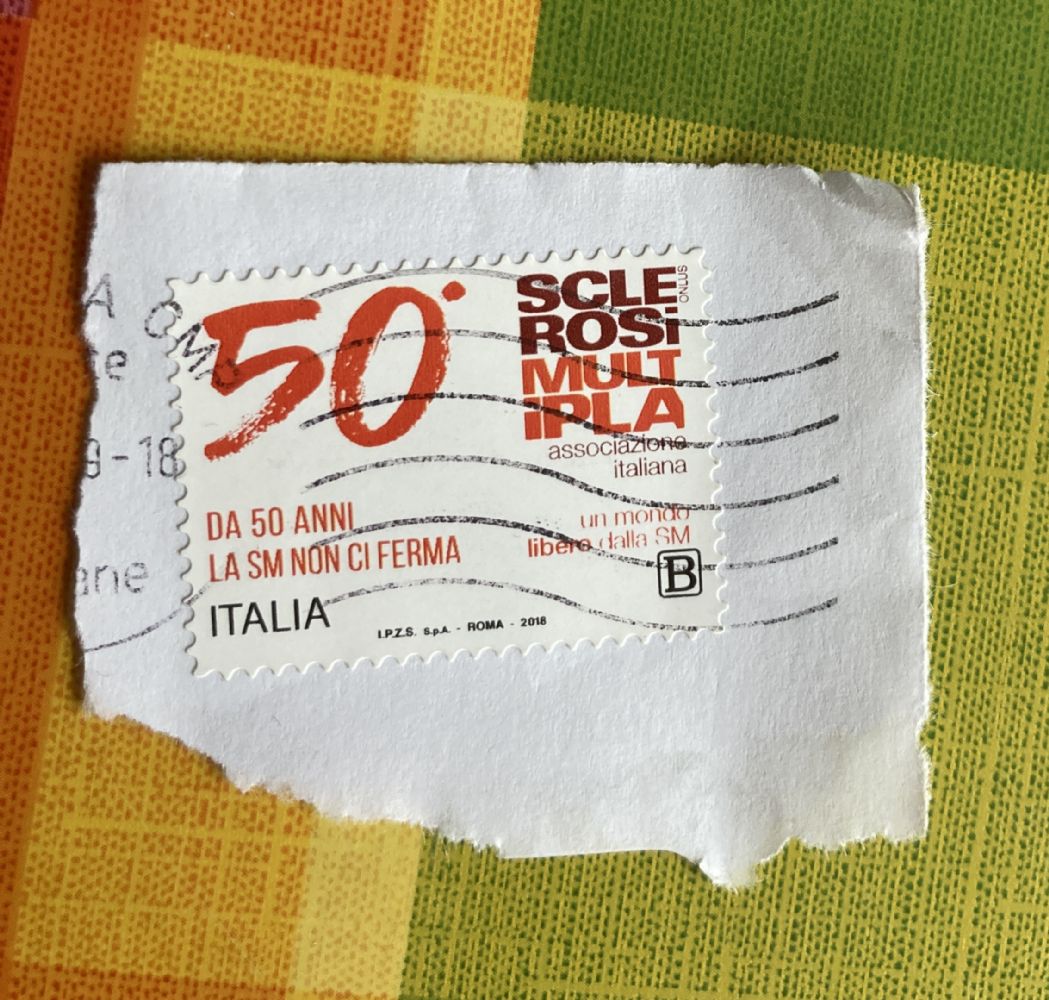 50°
SCLE
ROSi
MULT
IPLA
ONLUS
associazione
italiana
DA 50 ANNI
LA SM NON CI FERMA
un mondo
libero dalla SM
B
ITALIA
I.P.Z.S. S.p.A. - ROMA - 2018
A
9-18